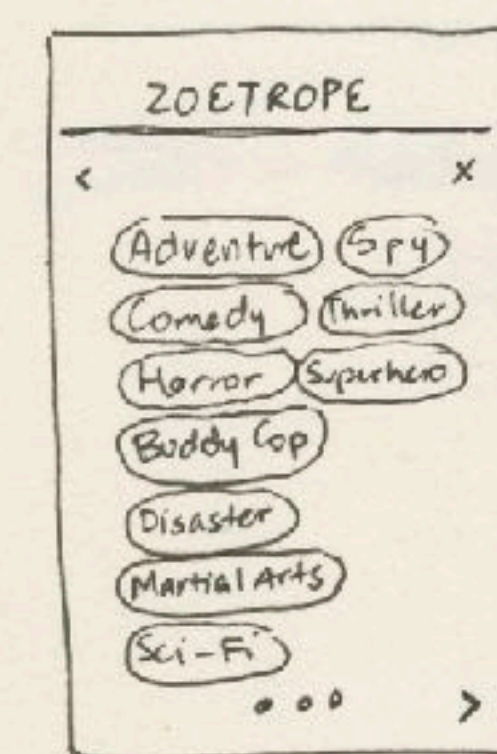 ZOETROPE
< ×
Adventure Spy
Comedy Thriller
Horror Superhero
Buddy Cop
Disaster
Martial Arts
Sci-Fi
>